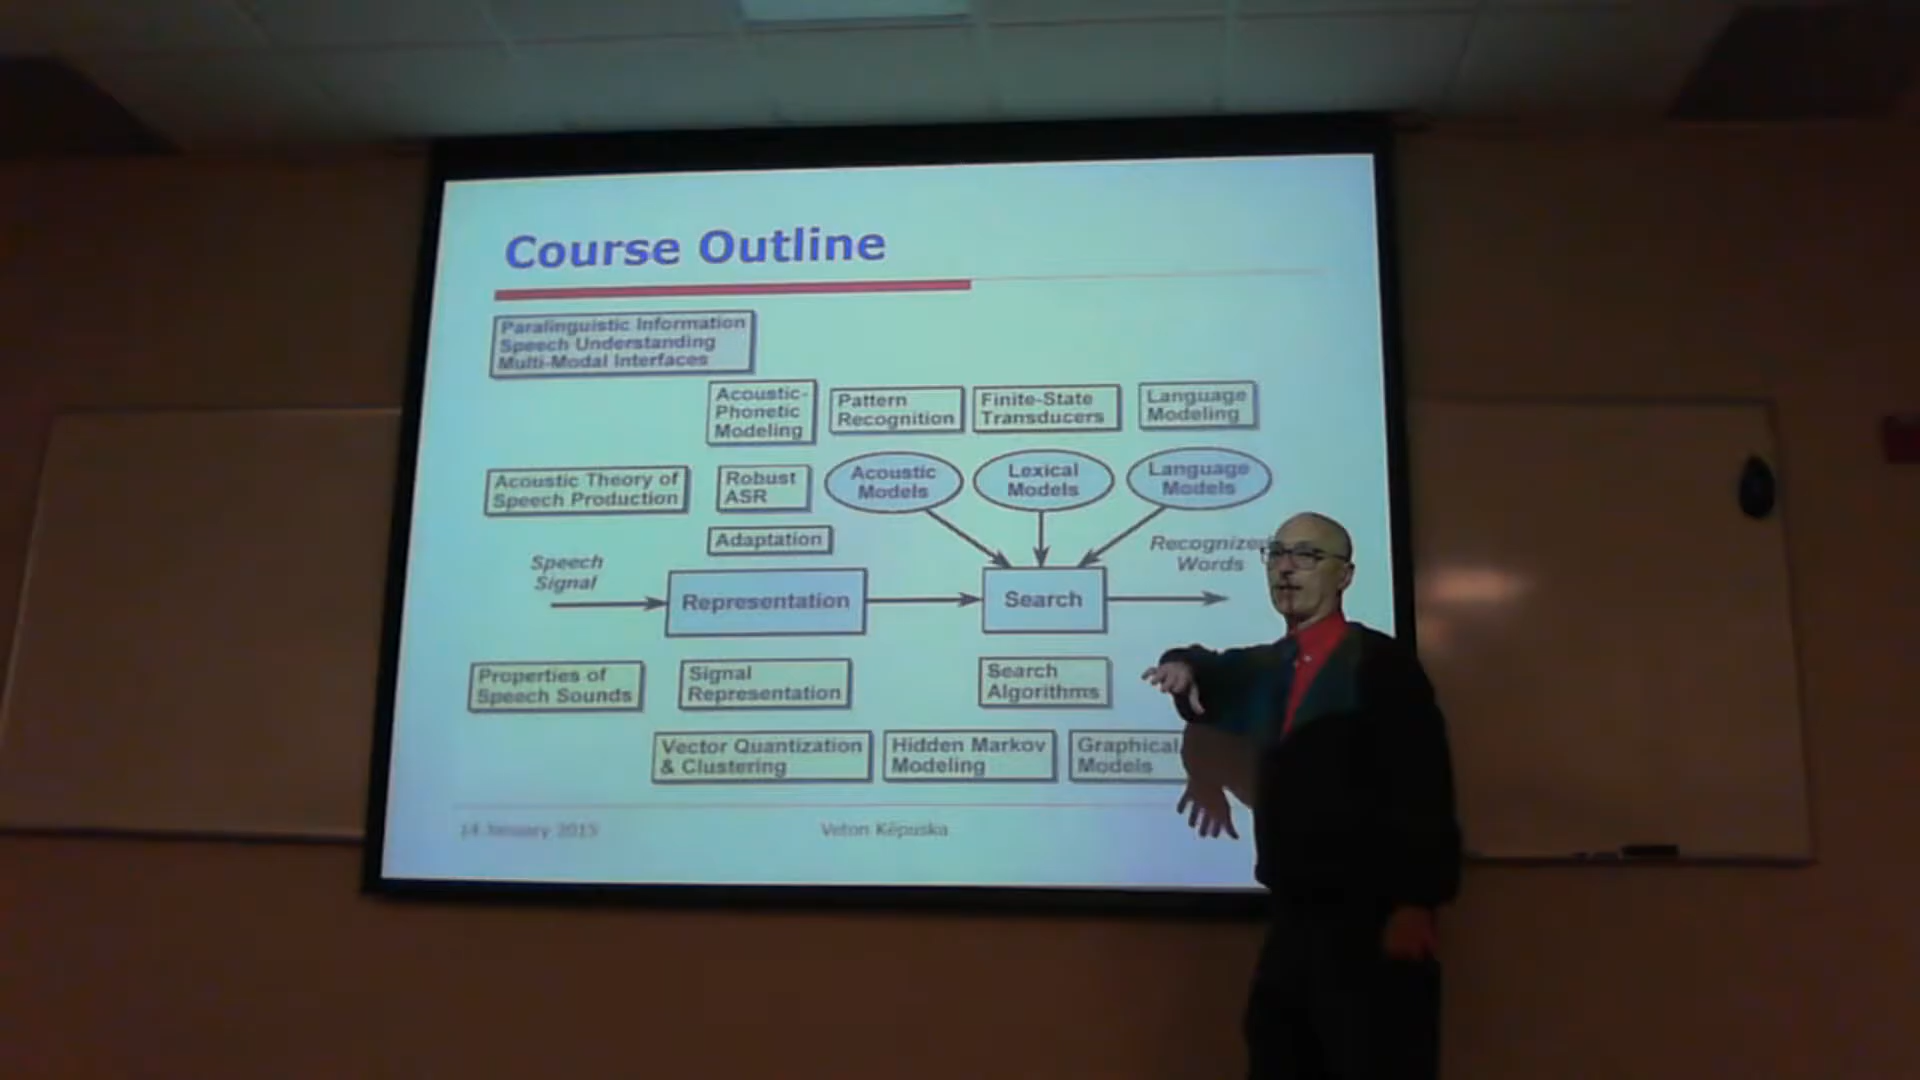 Course Outline
Paralinguistic Information
Speech Understanding
Multi-Modal Interfaces
Acoustic-
Phonetic
Modeling
Pattern
Recognition
Finite-State
Transducers
Language
Modeling
Acoustic Theory of
Speech Production
Robust
ASR
Acoustic
Models
Lexical
Models
Language
Models
Adaptation
Speech
Signal
Recognized
Words
Representation
Search
Properties of
Speech Sounds
Signal
Representation
Search
Algorithms
Vector Quantization
& Clustering
Hidden Markov
Modeling
Graphical
Models
14 January 2015
Veton Këpuska